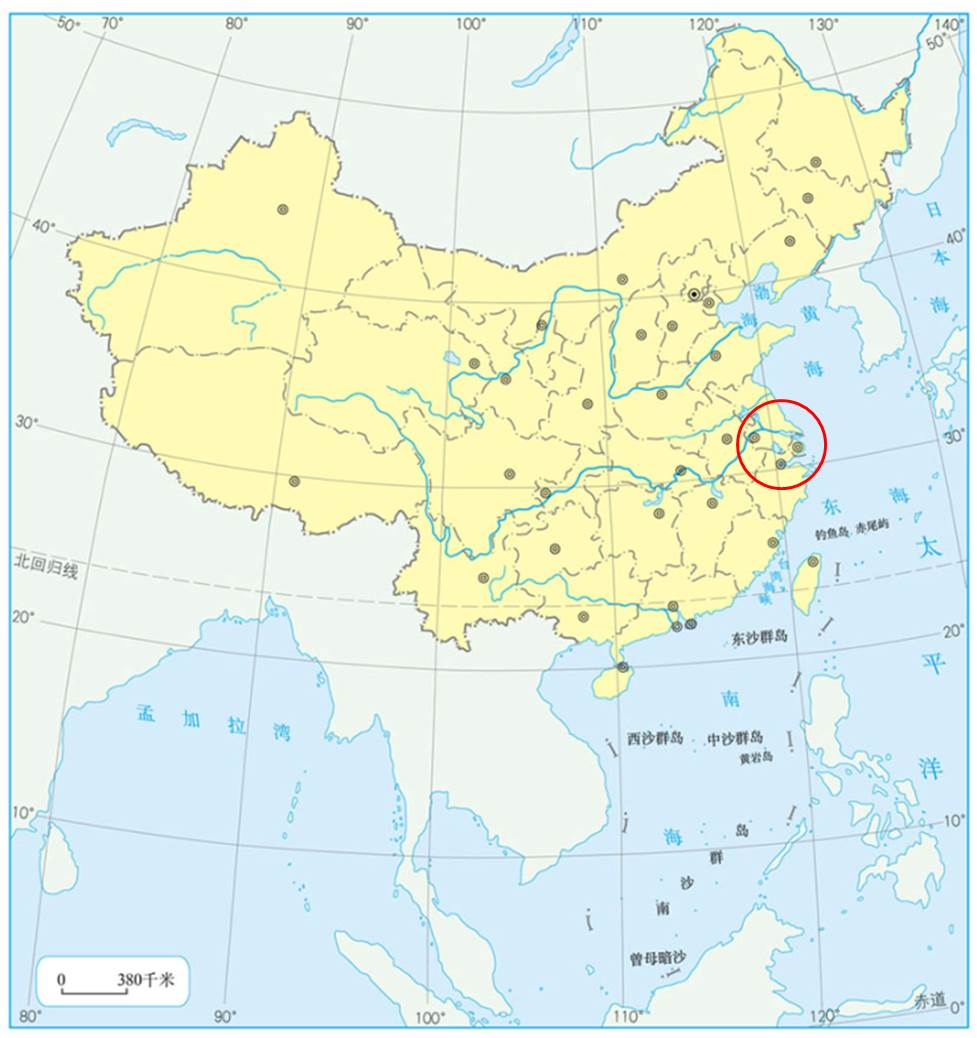 50° 70° 80° 90° 100° 110° 120° 130° 140°
50°
40°
日本海
40°
渤海
黄海
30°
30°
东海
钓鱼岛 赤尾屿
太平洋
北回归线
台湾海峡
20°
东沙群岛
20°
孟加拉湾
南海
西沙群岛 中沙群岛
黄岩岛
10°
10°
南沙群岛
曾母暗沙
0 380千米
赤道 0°
80° 90° 100° 110° 120°